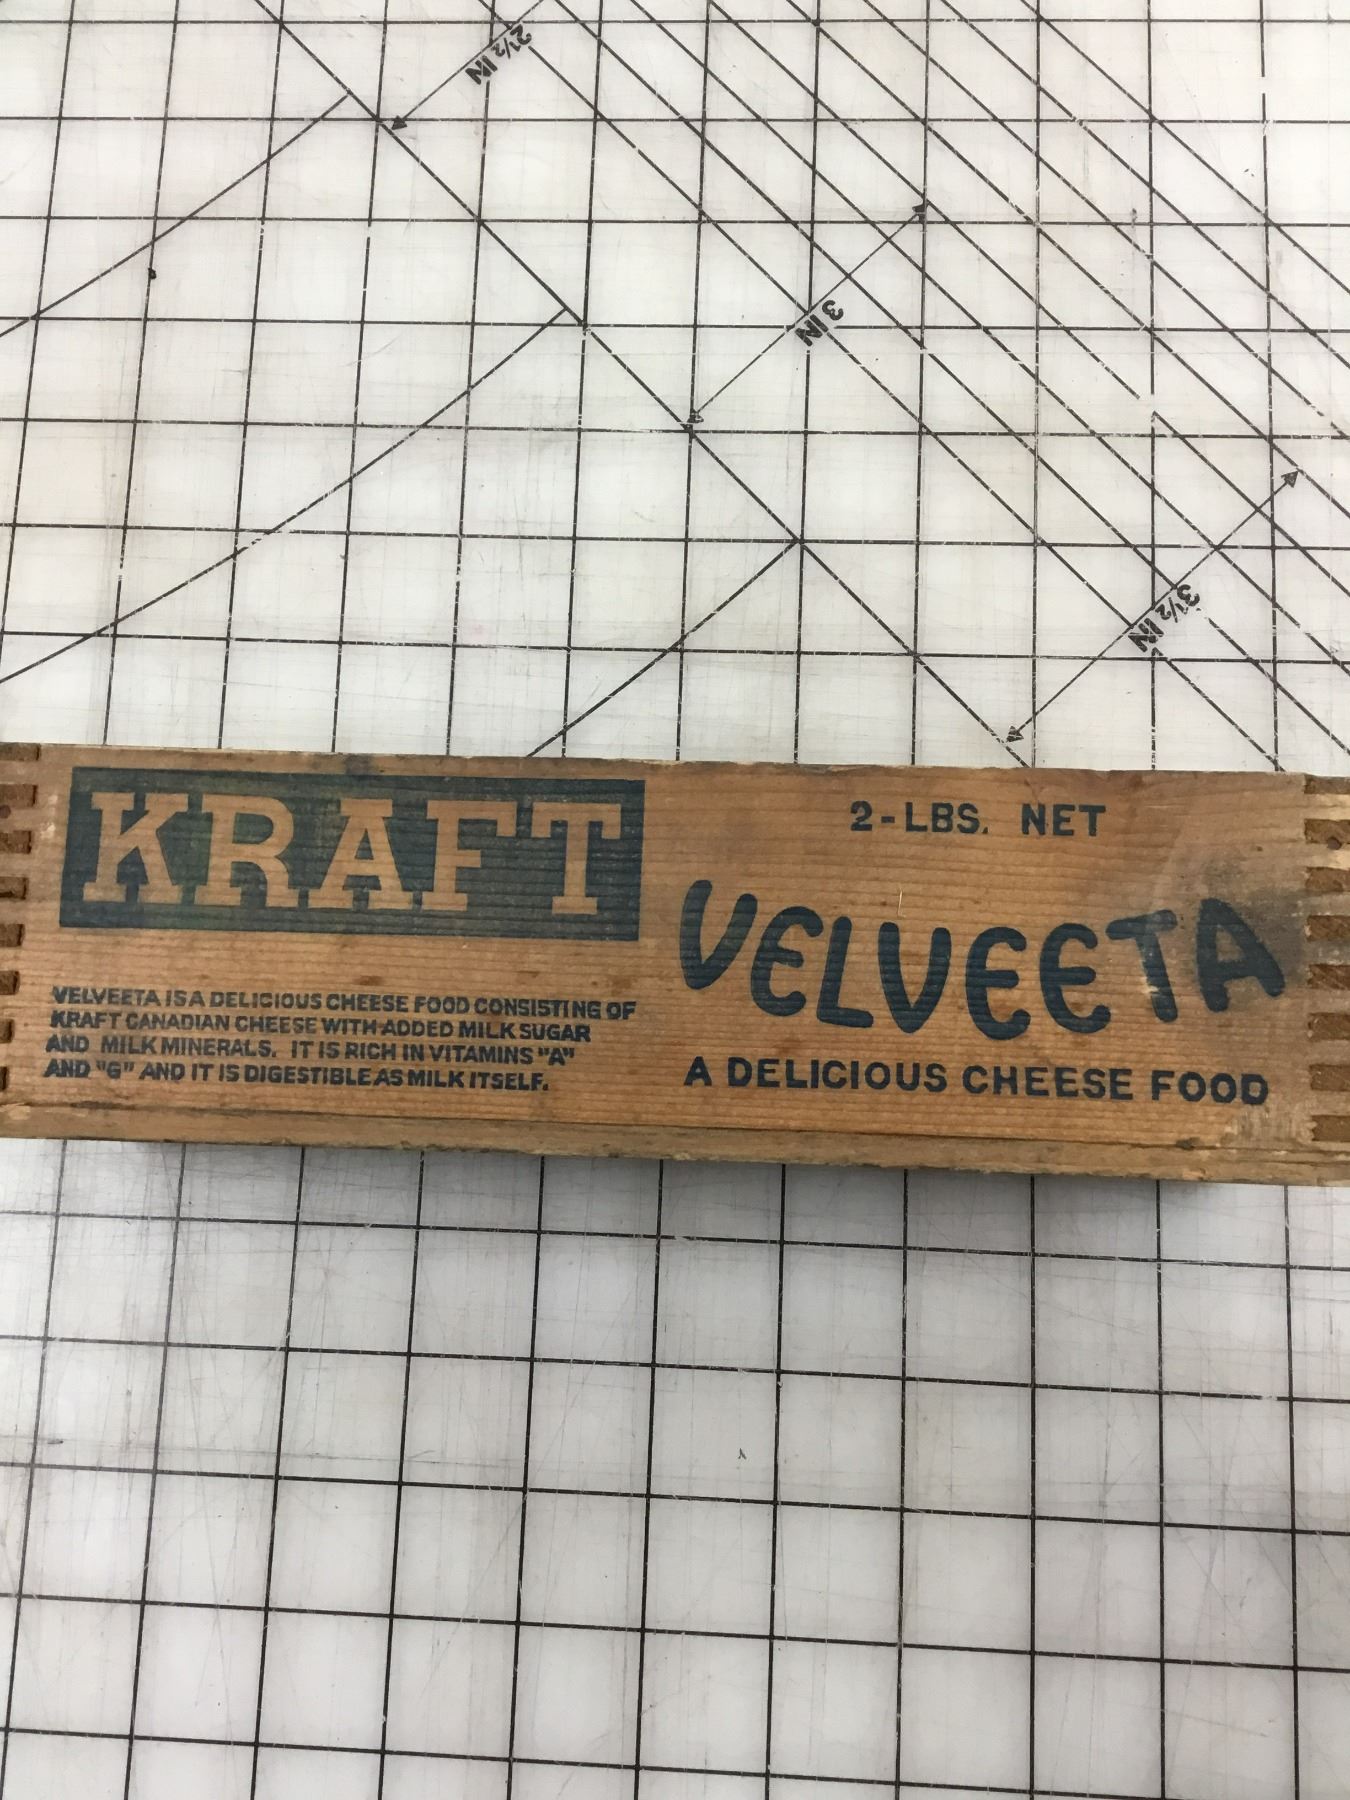 2½ IN
3 IN
3½ IN
KRAFT
2-LBS. NET
VELVEETA
A DELICIOUS CHEESE FOOD
VELVEETA IS A DELICIOUS CHEESE FOOD CONSISTING OF
KRAFT CANADIAN CHEESE WITH ADDED MILK SUGAR
AND MILK MINERALS. IT IS RICH IN VITAMINS "A"
AND "G" AND IT IS DIGESTIBLE AS MILK ITSELF.